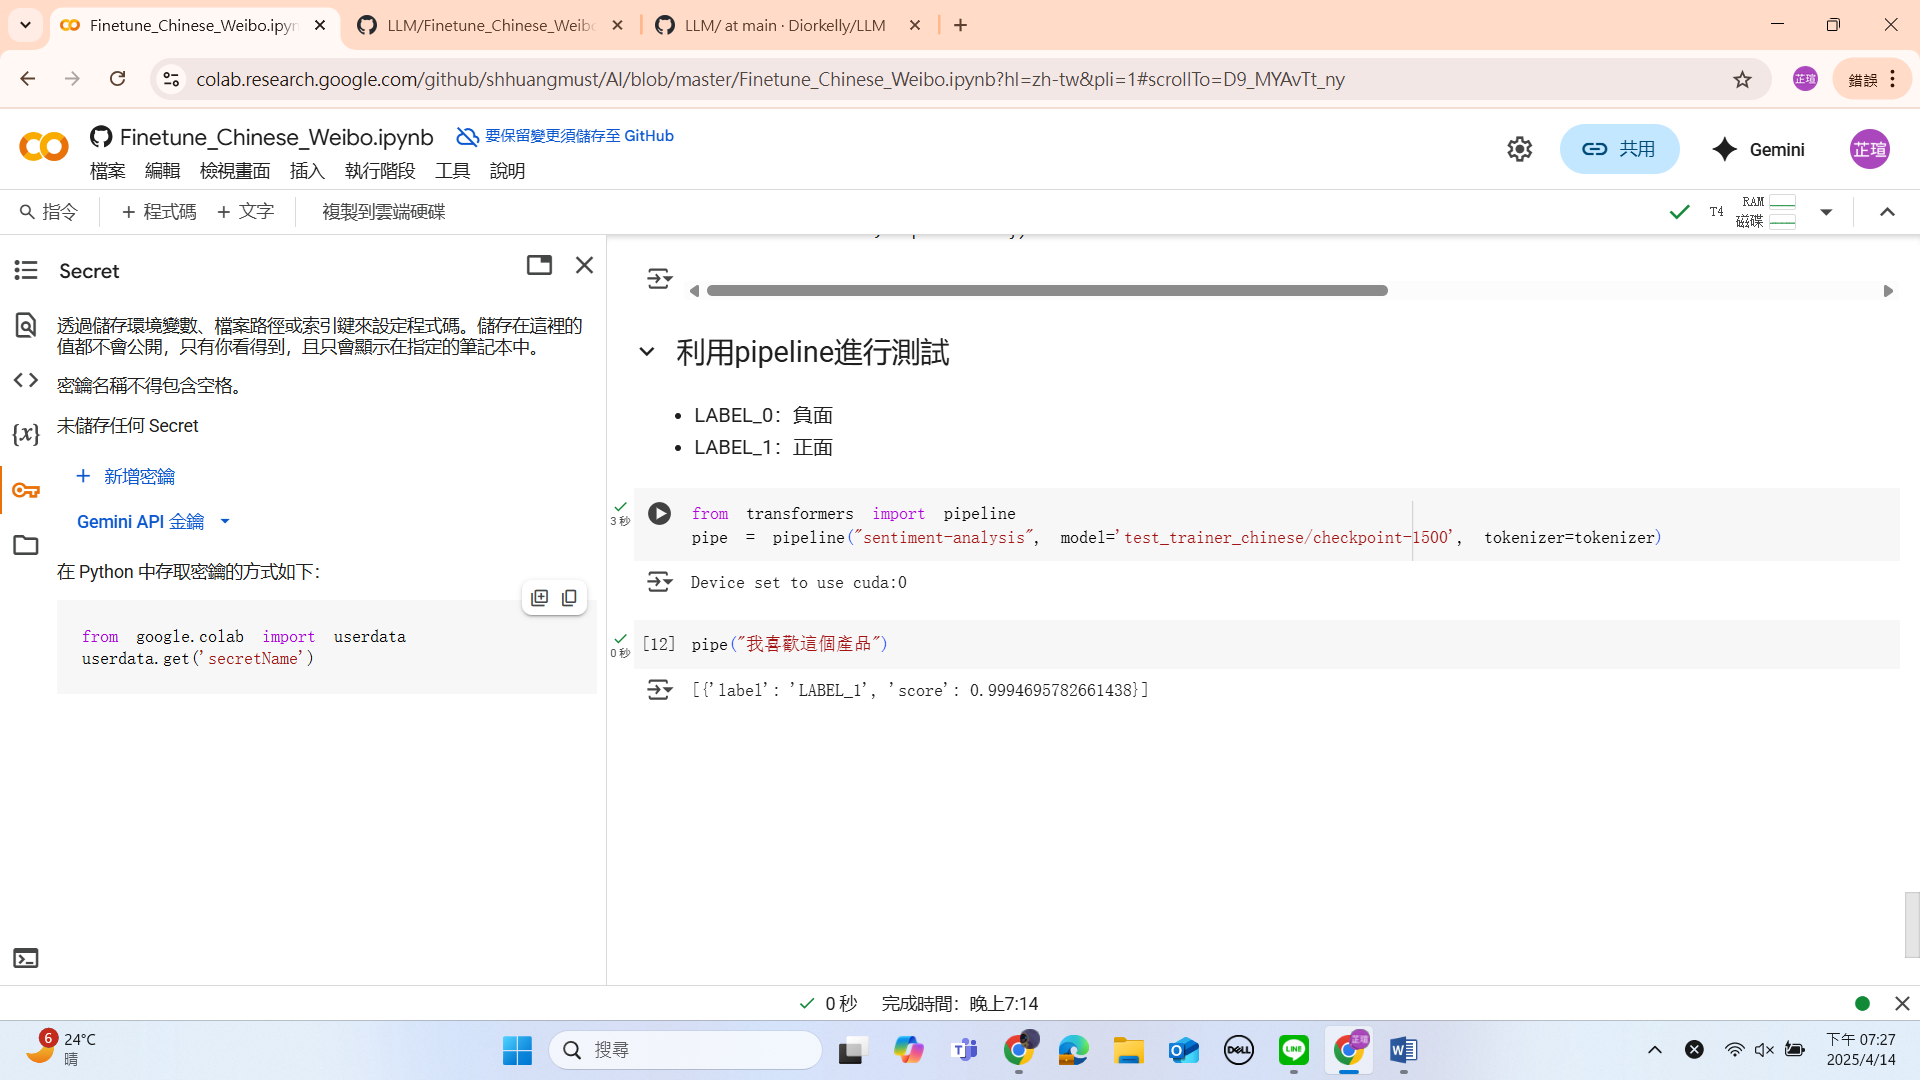 Finetune_Chinese_Weibo.ipyn
LLM/Finetune_Chinese_Weibo
LLM/ at main · Diorkelly/LLM
colab.research.google.com/github/shhuangmust/AI/blob/master/Finetune_Chinese_Weibo.ipynb?hl=zh-tw&pli=1#scrollTo=D9_MYAvTt_ny
芷瑄
錯誤
Finetune_Chinese_Weibo.ipynb
要保留變更須儲存至 GitHub
檔案 編輯 檢視畫面 插入 執行階段 工具 說明
共用
Gemini
芷瑄
指令
+ 程式碼
+ 文字
複製到雲端硬碟
T4
RAM
磁碟
Secret
透過儲存環境變數、檔案路徑或索引鍵來設定程式碼。儲存在這裡的
值都不會公開，只有你看得到，且只會顯示在指定的筆記本中。
密鑰名稱不得包含空格。
未儲存任何 Secret
+ 新增密鑰
Gemini API 金鑰
在 Python 中存取密鑰的方式如下：
from google.colab import userdata
userdata.get('secretName')
利用pipeline進行測試
• LABEL_0：負面
• LABEL_1：正面
3 秒
from transformers import pipeline
pipe = pipeline("sentiment-analysis", model='test_trainer_chinese/checkpoint-1500', tokenizer=tokenizer)
Device set to use cuda:0
0 秒
[12] pipe("我喜歡這個產品")
[{'label': 'LABEL_1', 'score': 0.9994695782661438}]
0 秒 完成時間：晚上7:14
6
24°C
晴
搜尋
DELL
LINE
芷瑄
下午 07:27
2025/4/14